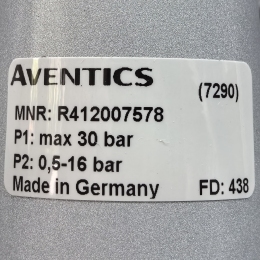 AVENTICS
(7290)
MNR: R412007578
P1: max 30 bar
P2: 0,5-16 bar
Made in Germany FD: 438